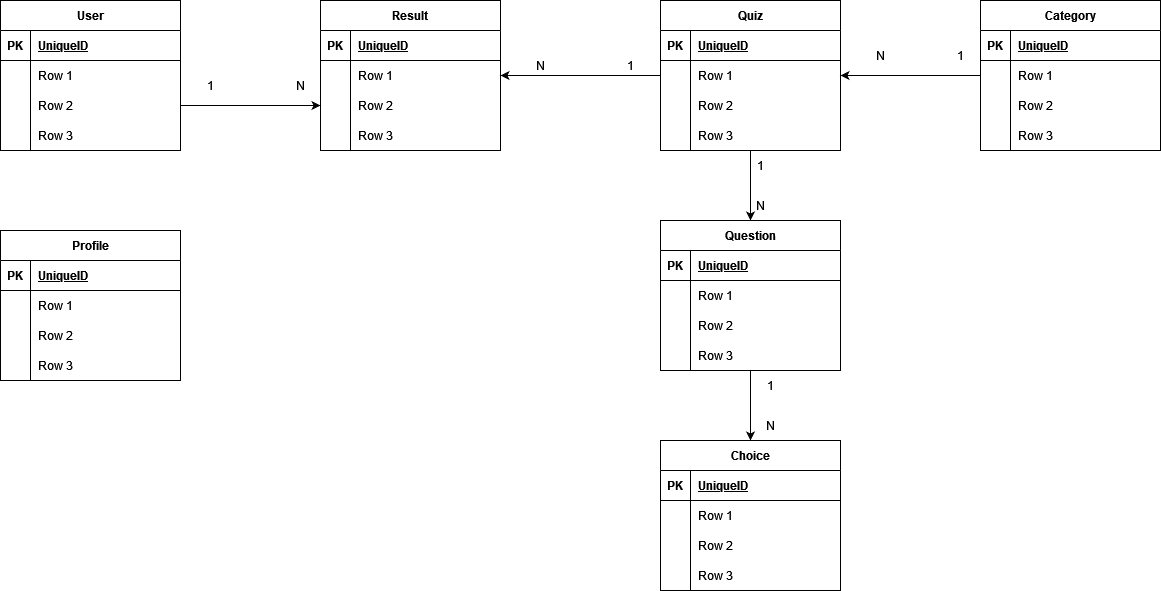 User
PK UniqueID
Row 1
Row 2
Row 3
1 N
Result
PK UniqueID
Row 1
Row 2
Row 3
N 1
Quiz
PK UniqueID
Row 1
Row 2
Row 3
N 1
Category
PK UniqueID
Row 1
Row 2
Row 3
1
N
Profile
PK UniqueID
Row 1
Row 2
Row 3
Question
PK UniqueID
Row 1
Row 2
Row 3
1
N
Choice
PK UniqueID
Row 1
Row 2
Row 3